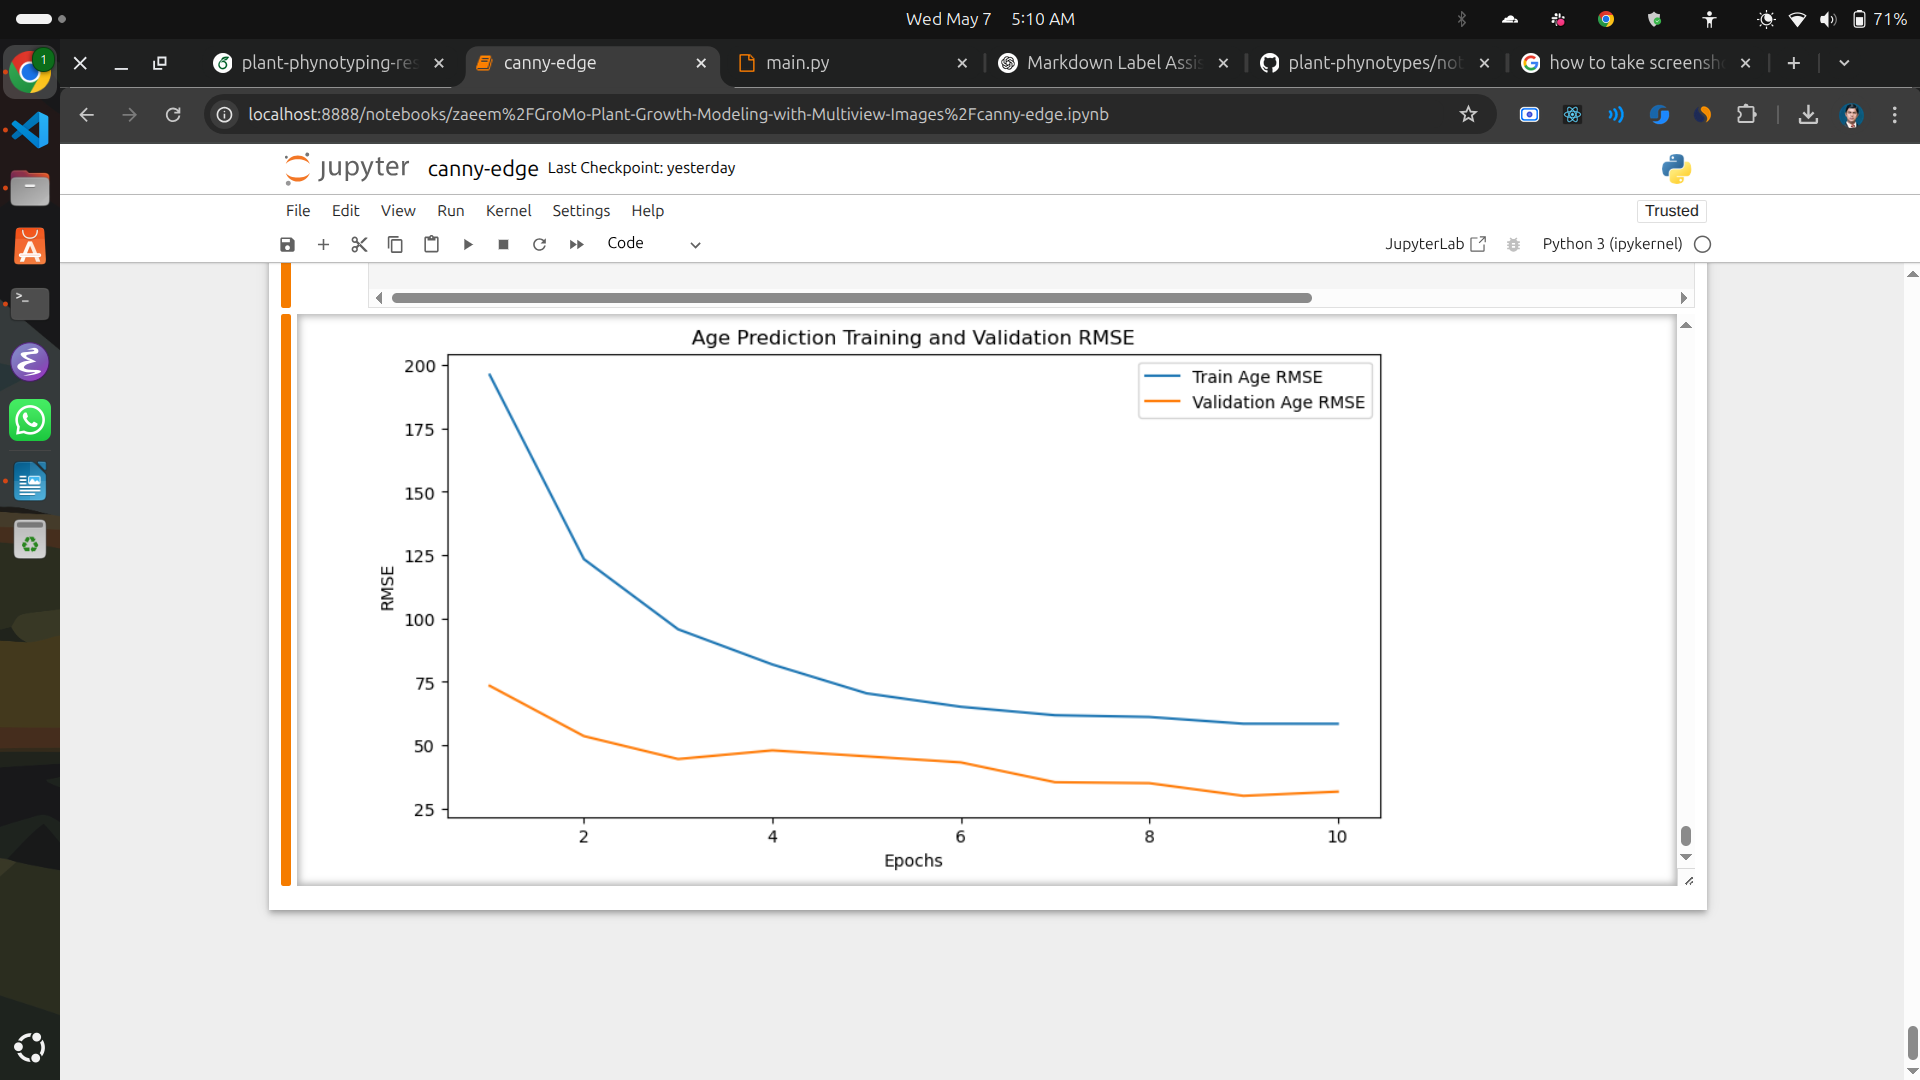 Wed May 7 5:10 AM
71%
1
plant-phynotyping-res
canny-edge
main.py
Markdown Label Assis
plant-phynotypes/not
how to take screensh
localhost:8888/notebooks/zaeem%2FGroMo-Plant-Growth-Modeling-with-Multiview-Images%2Fcanny-edge.ipynb
jupyter canny-edge Last Checkpoint: yesterday
File Edit View Run Kernel Settings Help
Trusted
Code
JupyterLab
Python 3 (ipykernel)
Age Prediction Training and Validation RMSE
Train Age RMSE
Validation Age RMSE
RMSE
200
175
150
125
100
75
50
25
2 4 6 8 10
Epochs